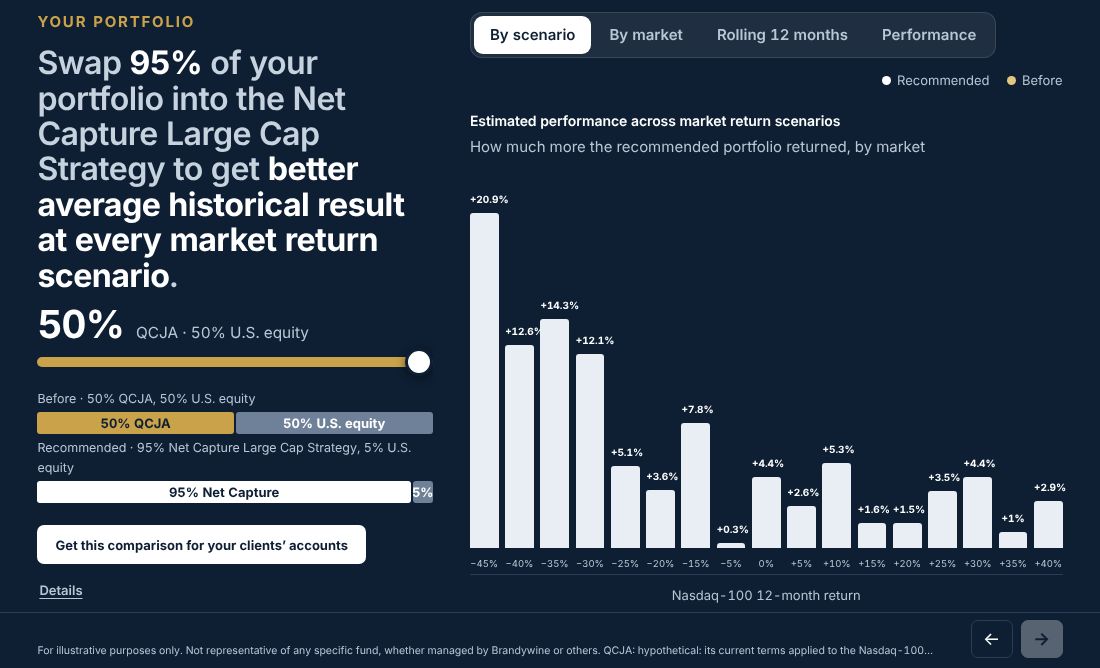 YOUR PORTFOLIO
Swap 95% of your
portfolio into the Net
Capture Large Cap
Strategy to get better
average historical result
at every market return
scenario.
50% QCJA · 50% U.S. equity
Before · 50% QCJA, 50% U.S. equity
50% QCJA 50% U.S. equity
Recommended · 95% Net Capture Large Cap Strategy, 5% U.S.
equity
95% Net Capture 5%
Get this comparison for your clients’ accounts
Details
By scenario By market Rolling 12 months Performance
Recommended Before
Estimated performance across market return scenarios
How much more the recommended portfolio returned, by market
+20.9% +12.6% +14.3% +12.1% +5.1% +3.6% +7.8% +0.3% +4.4% +2.6% +5.3% +1.6% +1.5% +3.5% +4.4% +1% +2.9%
−45% −40% −35% −30% −25% −20% −15% −5% 0% +5% +10% +15% +20% +25% +30% +35% +40%
Nasdaq-100 12-month return
For illustrative purposes only. Not representative of any specific fund, whether managed by Brandywine or others. QCJA: hypothetical: its current terms applied to the Nasdaq-100...